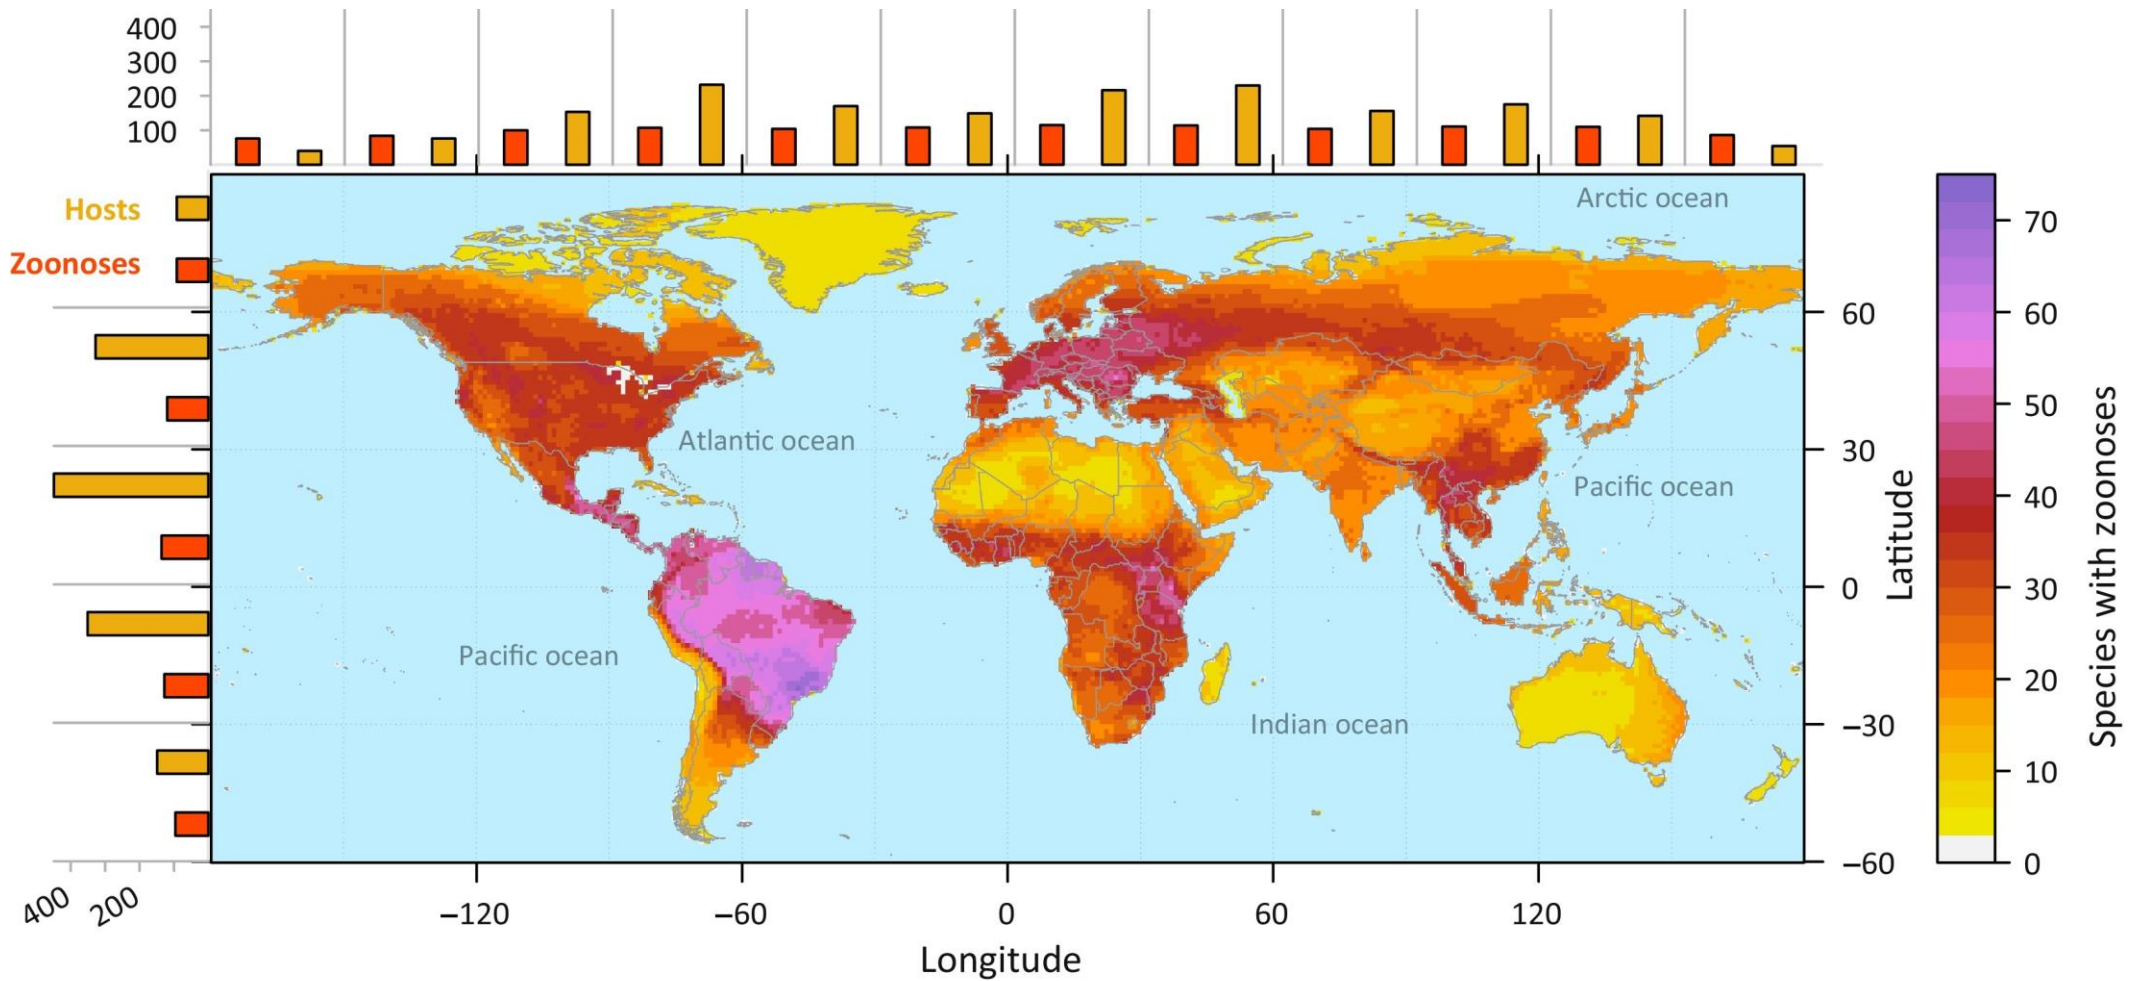 400
300
200
100
Hosts
Zoonoses
Arctic ocean
Atlantic ocean
Pacific ocean
Pacific ocean
Indian ocean
60
30
0
−30
−60
Latitude
70
60
50
40
30
20
10
0
Species with zoonoses
400
200
−120
−60
0
60
120
Longitude